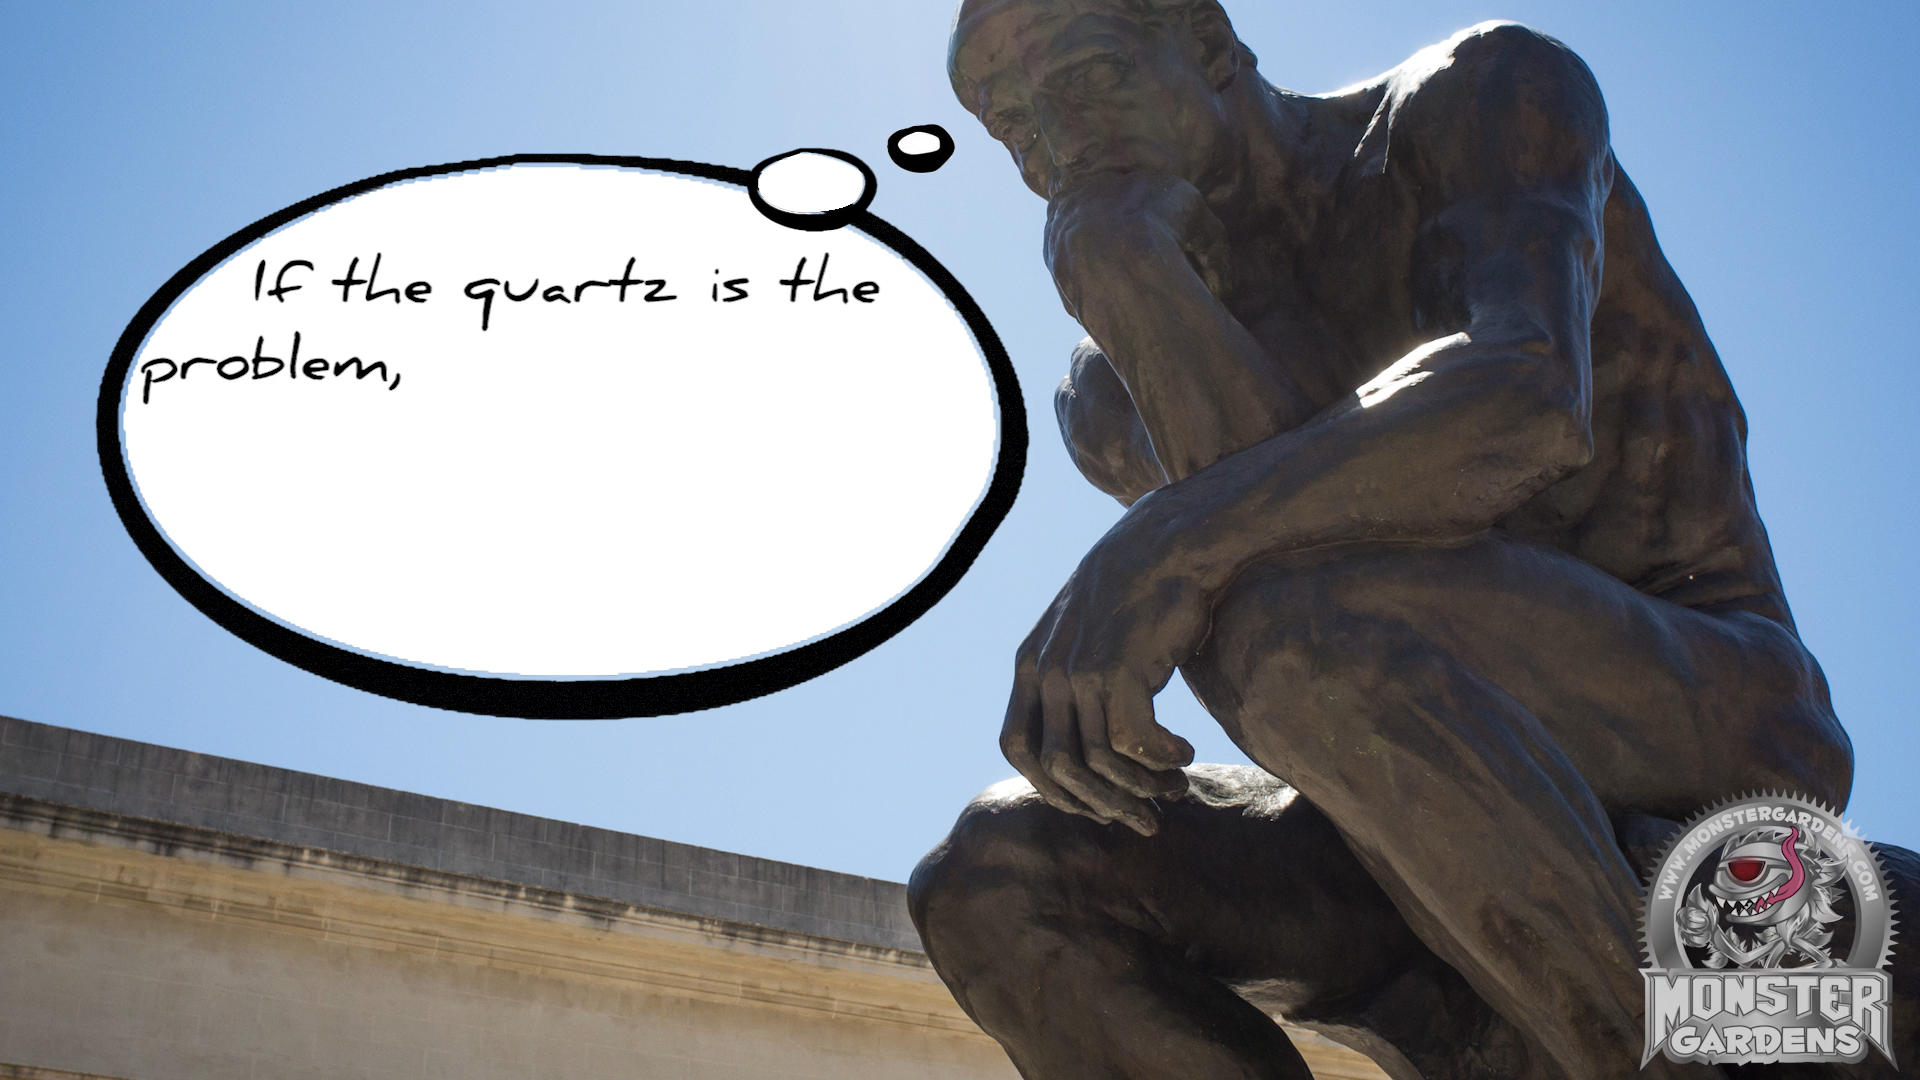 If the quartz is the
problem,
WWW.MONSTERGARDENS.COM
MONSTER
GARDENS